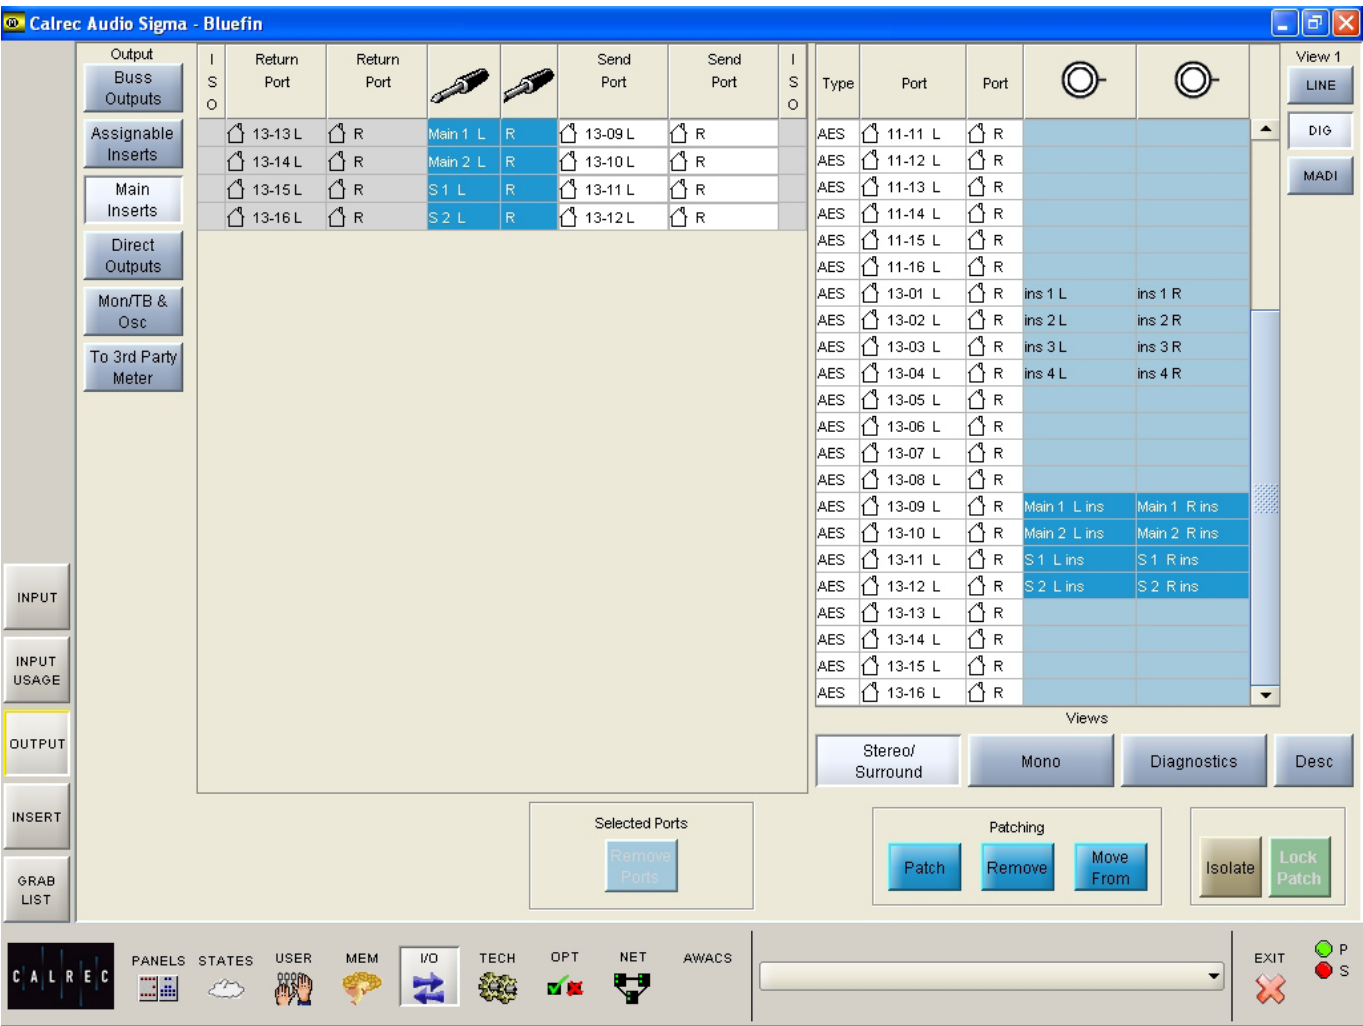 Calrec Audio Sigma - Bluefin
Output
Buss
Outputs
Assignable
Inserts
Main
Inserts
Direct
Outputs
Mon/TB &
Osc
To 3rd Party
Meter
INPUT
INPUT
USAGE
OUTPUT
INSERT
GRAB
LIST
I S O Return Port Return Port Send Port Send Port I S O
13-13 L R Main 1 L R 13-09 L R
13-14 L R Main 2 L R 13-10 L R
13-15 L R S 1 L R 13-11 L R
13-16 L R S 2 L R 13-12 L R
Type Port Port
AES 11-11 L R
AES 11-12 L R
AES 11-13 L R
AES 11-14 L R
AES 11-15 L R
AES 11-16 L R
AES 13-01 L R ins 1 L ins 1 R
AES 13-02 L R ins 2 L ins 2 R
AES 13-03 L R ins 3 L ins 3 R
AES 13-04 L R ins 4 L ins 4 R
AES 13-05 L R
AES 13-06 L R
AES 13-07 L R
AES 13-08 L R
AES 13-09 L R Main 1 L ins Main 1 R ins
AES 13-10 L R Main 2 L ins Main 2 R ins
AES 13-11 L R S 1 L ins S 1 R ins
AES 13-12 L R S 2 L ins S 2 R ins
AES 13-13 L R
AES 13-14 L R
AES 13-15 L R
AES 13-16 L R
View 1
LINE
DIG
MADI
Views
Stereo/
Surround
Mono
Diagnostics
Desc
Selected Ports
Remove
Ports
Patching
Patch
Remove
Move
From
Isolate
Lock
Patch
CALREC
PANELS STATES USER MEM I/O TECH OPT NET AWACS
EXIT
P
S